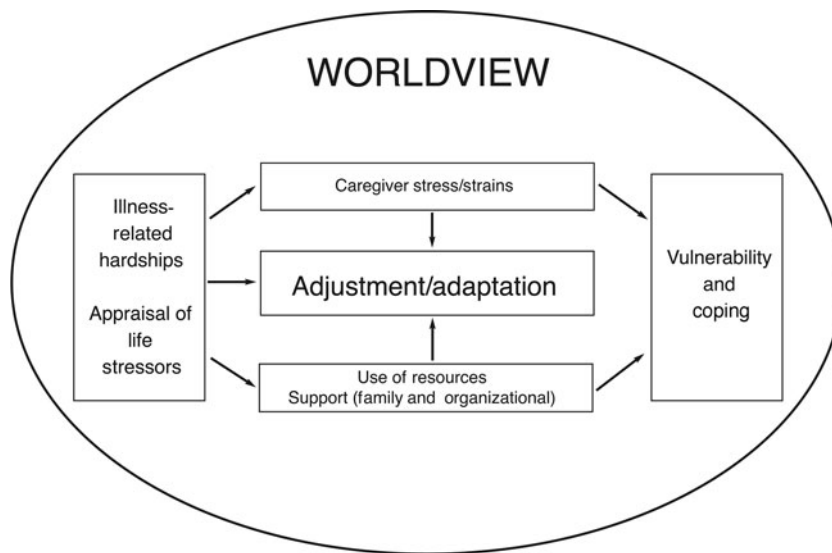 WORLDVIEW
Illness-
related
hardships
Appraisal of
life
stressors
Caregiver stress/strains
Adjustment/adaptation
Use of resources
Support (family and organizational)
Vulnerability
and
coping